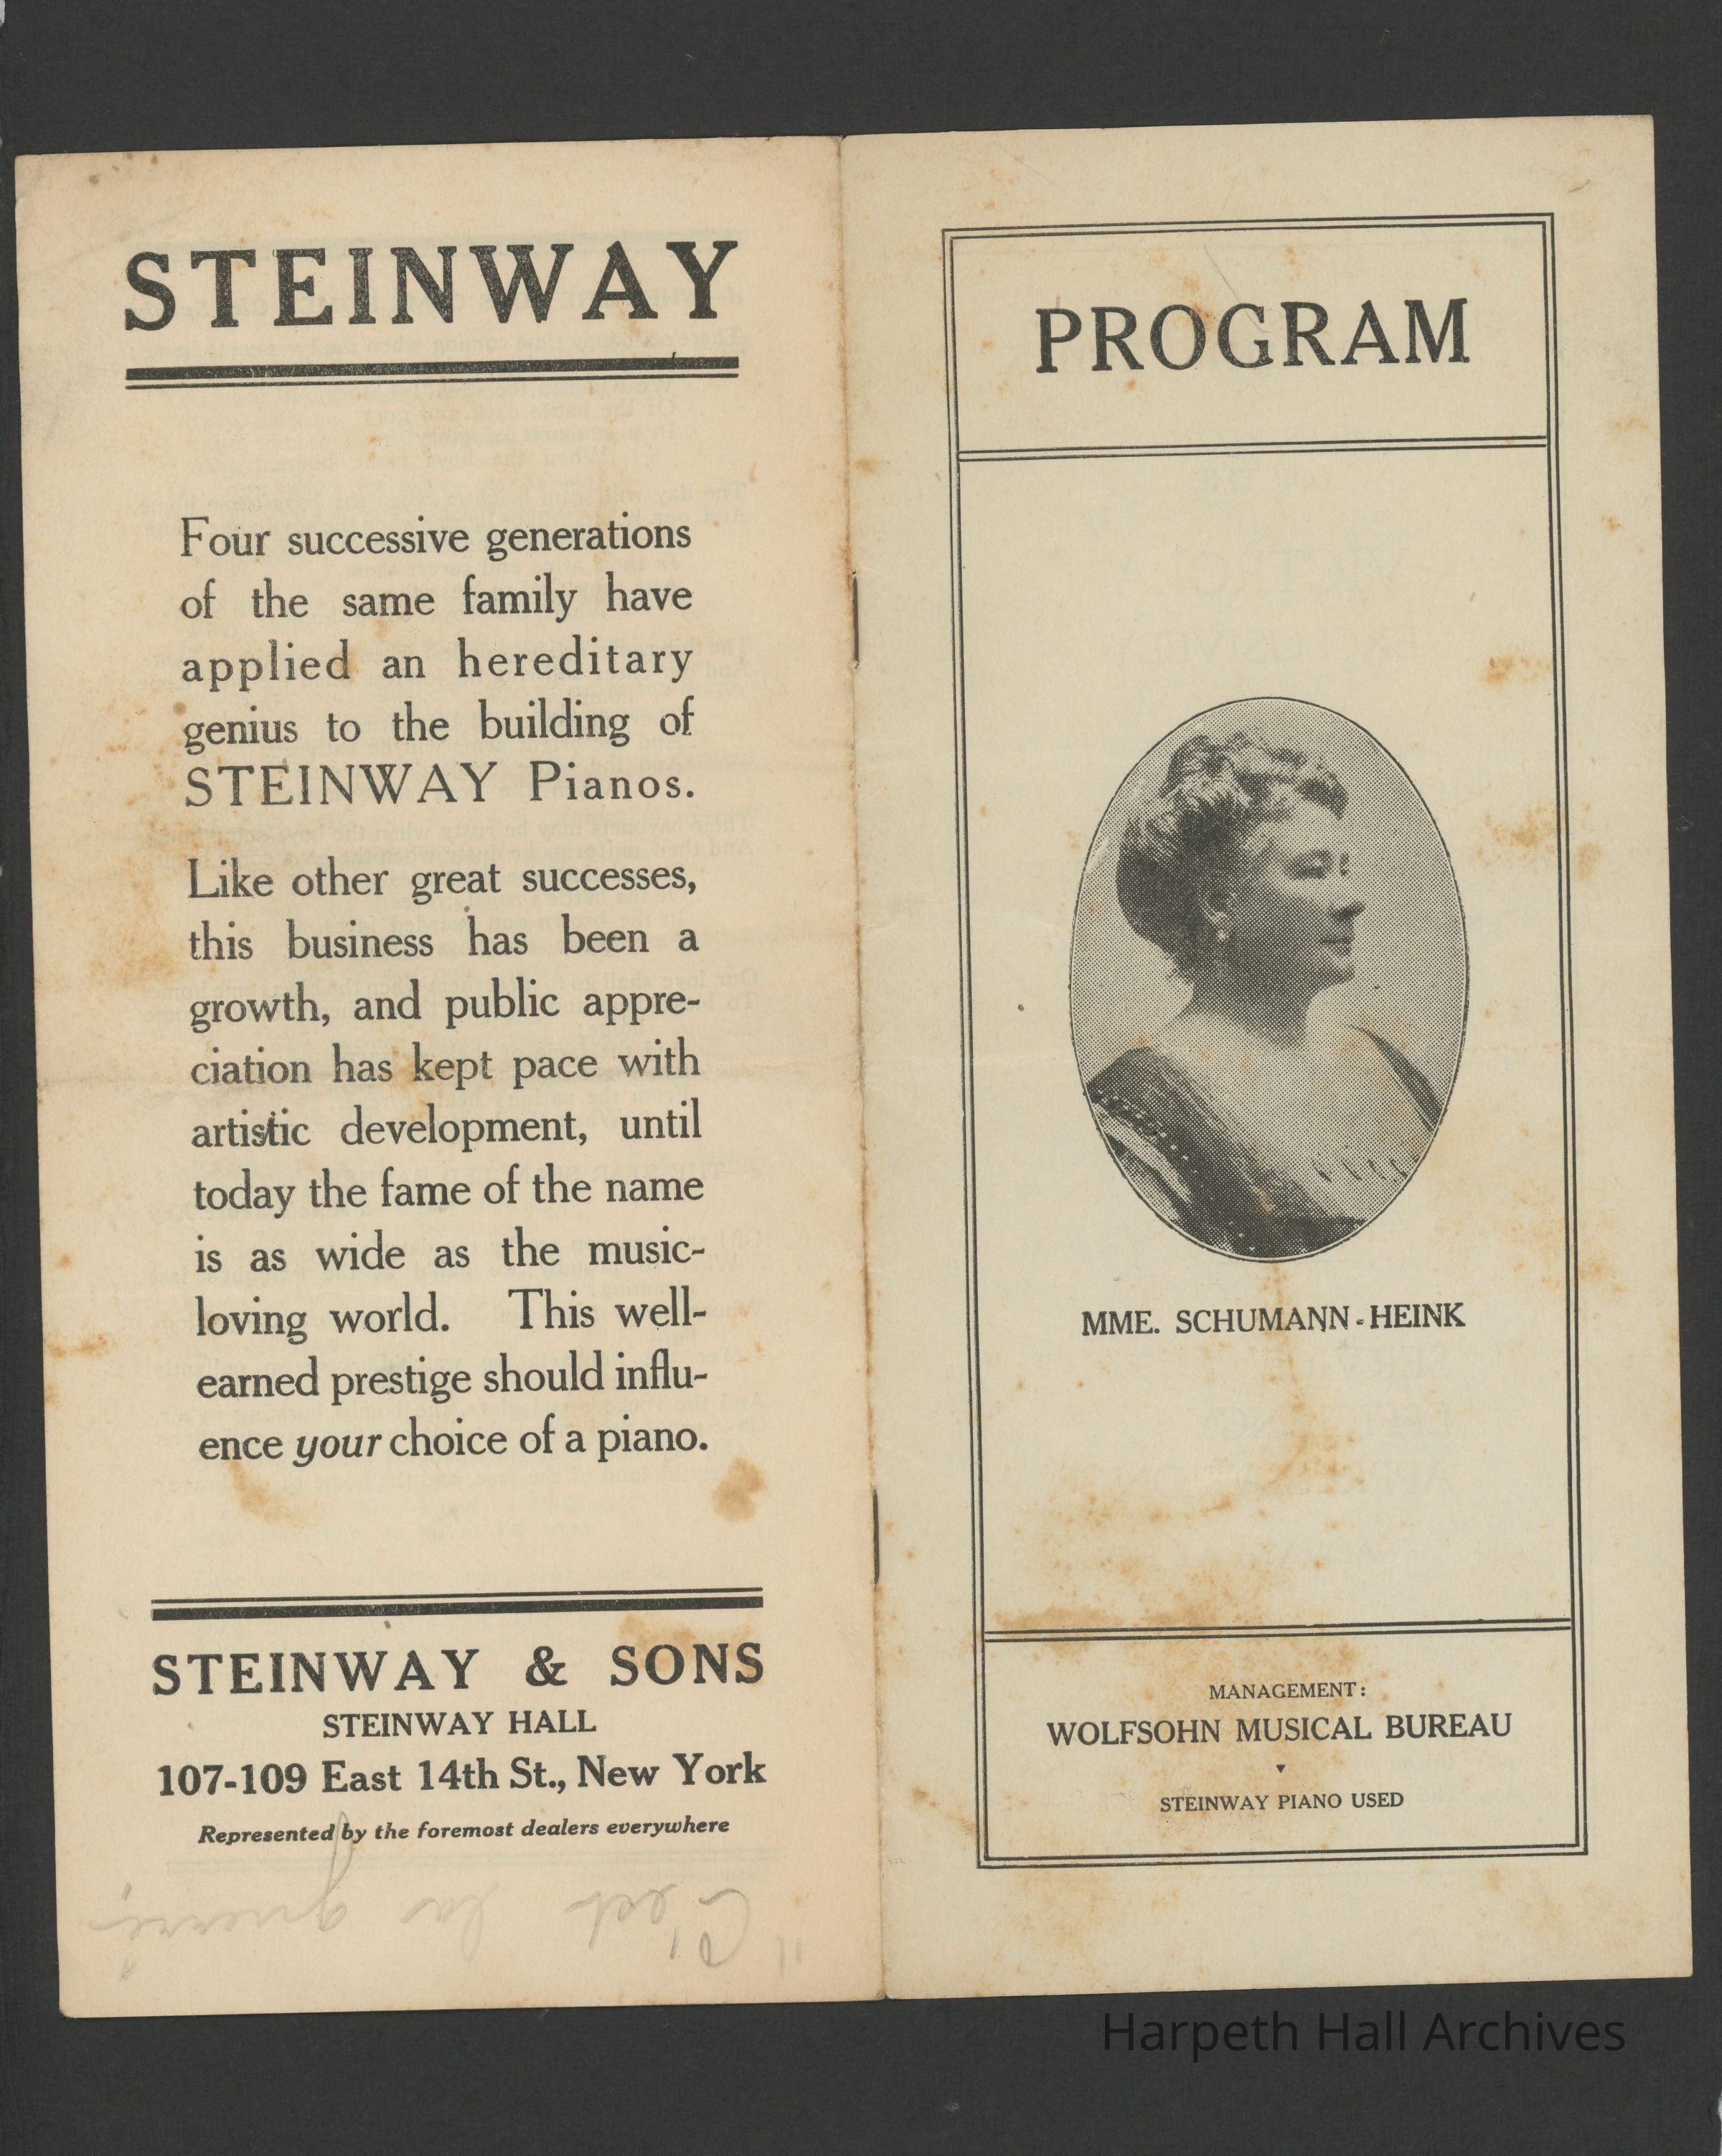 STEINWAY
Four successive generations
of the same family have
applied an hereditary
genius to the building of
STEINWAY Pianos.
Like other great successes,
this business has been a
growth, and public appre-
ciation has kept pace with
artistic development, until
today the fame of the name
is as wide as the music-
loving world. This well-
earned prestige should influ-
ence your choice of a piano.
STEINWAY & SONS
STEINWAY HALL
107-109 East 14th St., New York
Represented by the foremost dealers everywhere
"C'est la guerre"
PROGRAM
MME. SCHUMANN-HEINK
MANAGEMENT:
WOLFSOHN MUSICAL BUREAU
STEINWAY PIANO USED
Harpeth Hall Archives